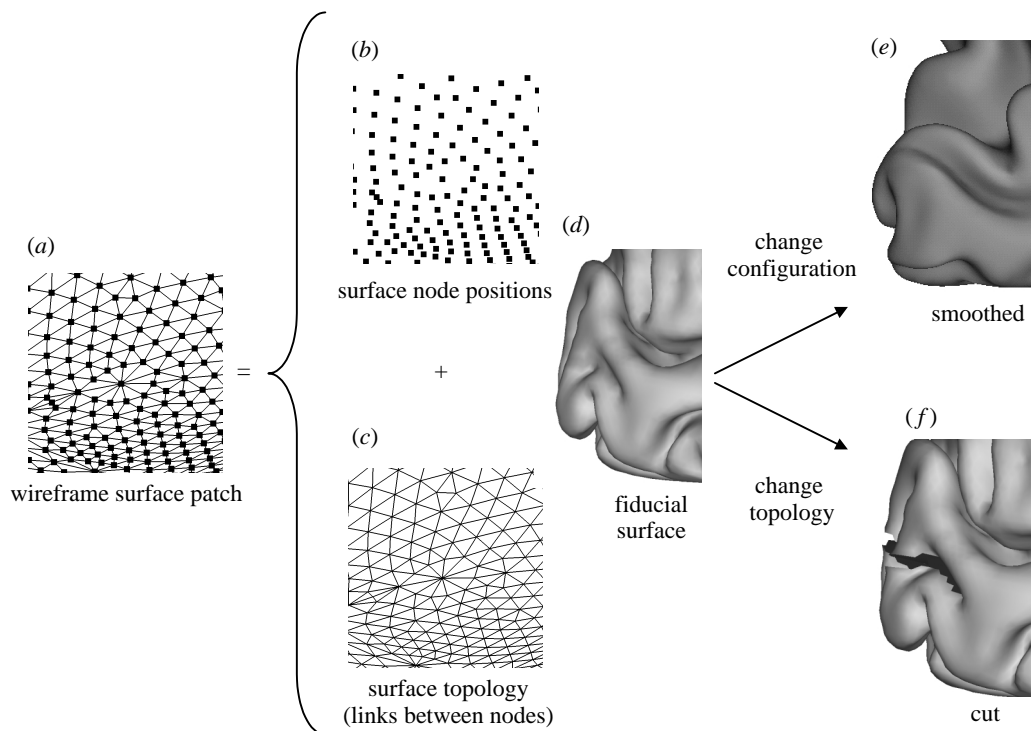 (a)
wireframe surface patch
=
(b)
surface node positions
+
(c)
surface topology
(links between nodes)
(d)
fiducial
surface
change
configuration
(e)
smoothed
change
topology
(f)
cut